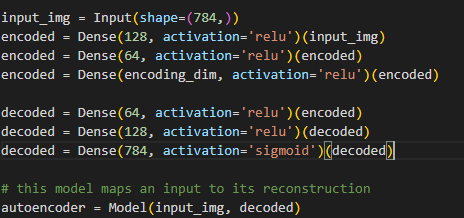 input_img = Input(shape=(784,))
encoded = Dense(128, activation='relu')(input_img)
encoded = Dense(64, activation='relu')(encoded)
encoded = Dense(encoding_dim, activation='relu')(encoded)
decoded = Dense(64, activation='relu')(encoded)
decoded = Dense(128, activation='relu')(decoded)
decoded = Dense(784, activation='sigmoid')(decoded)
# this model maps an input to its reconstruction
autoencoder = Model(input_img, decoded)